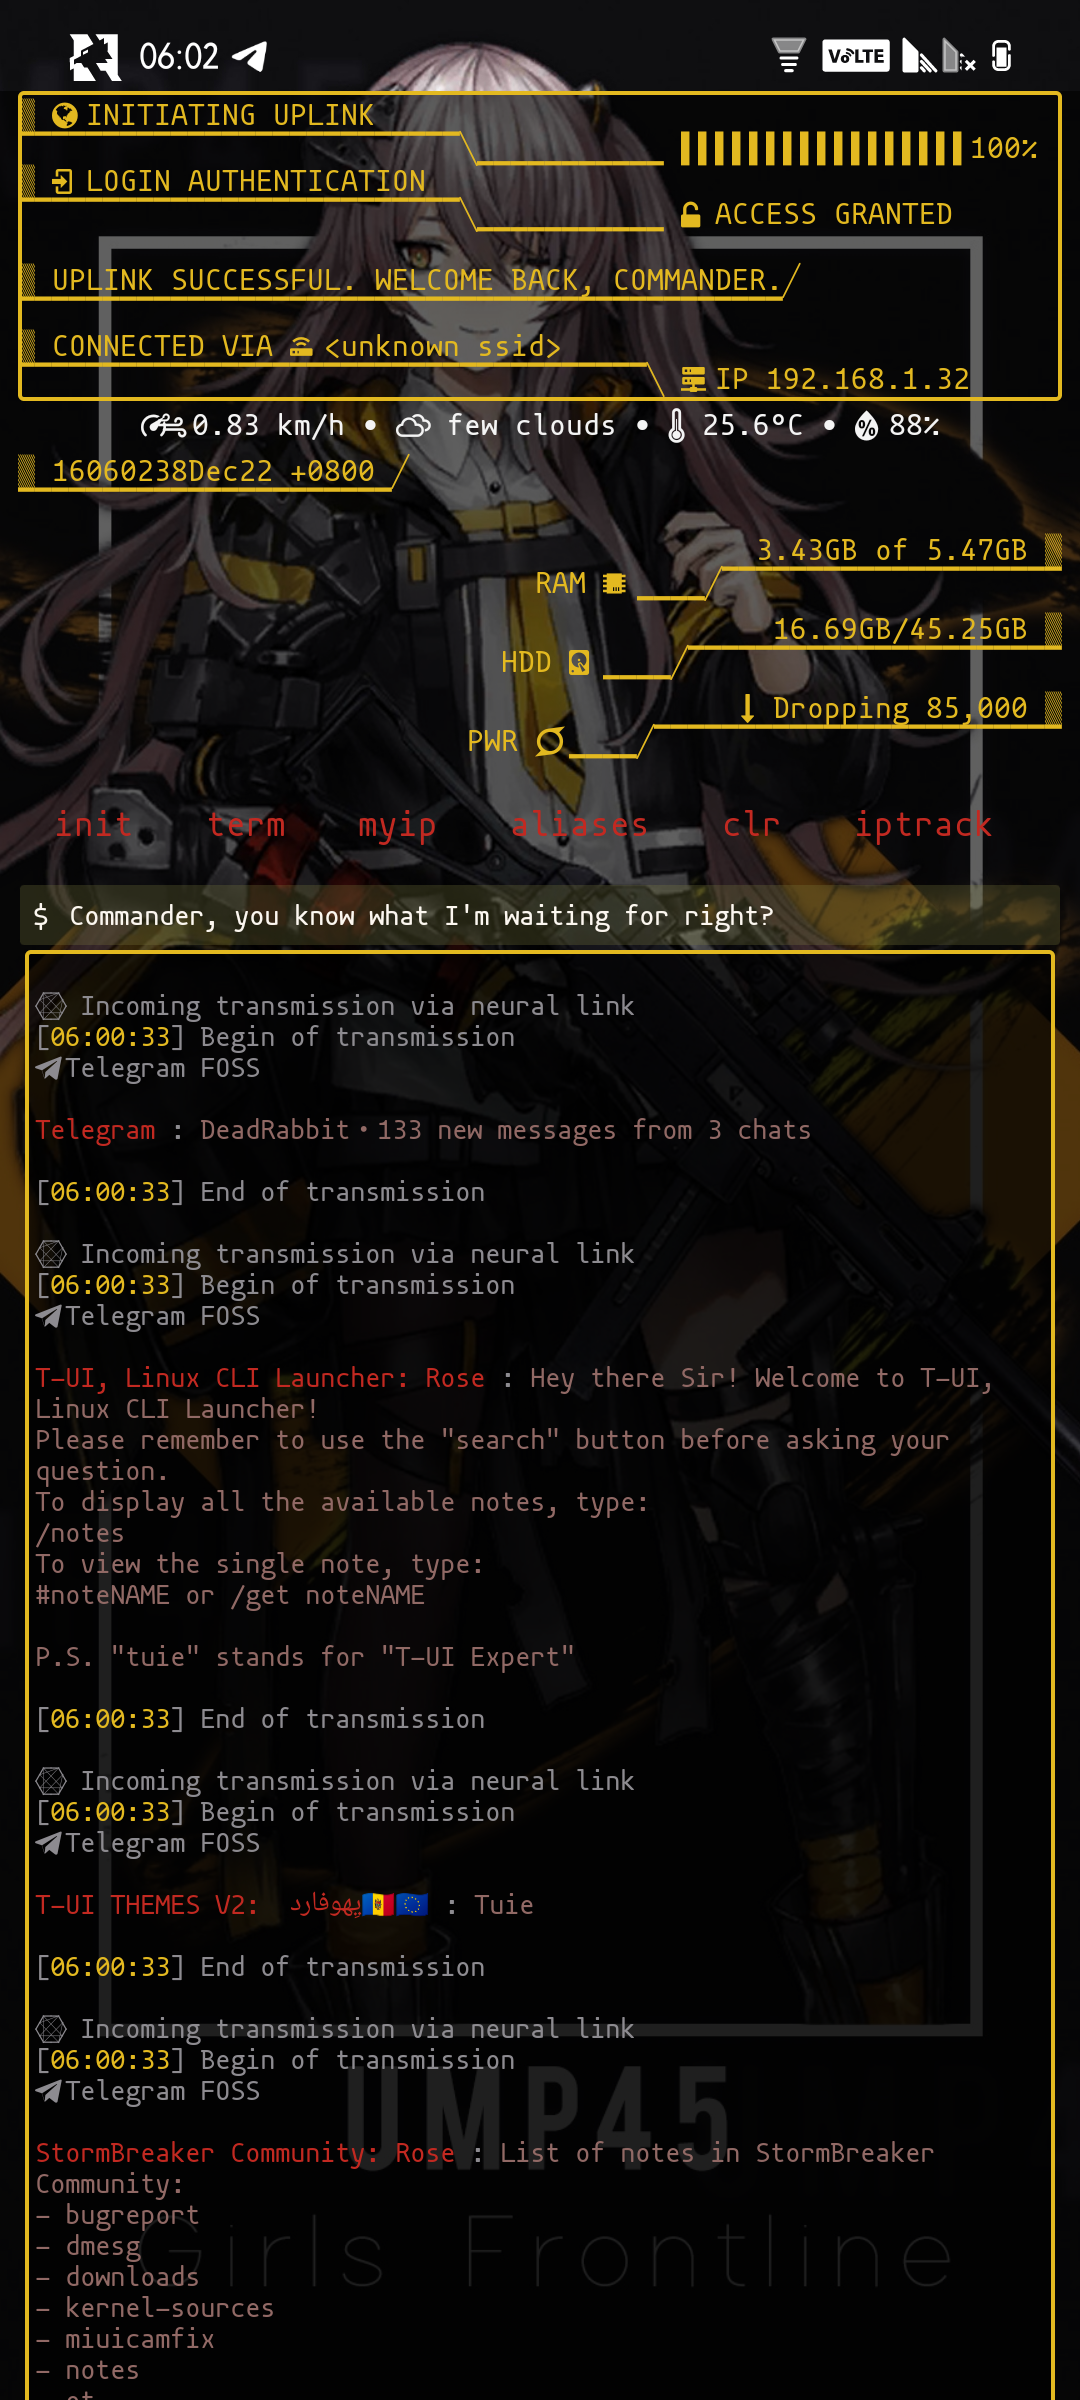 06:02 VoLTE
INITIATING UPLINK
100%
LOGIN AUTHENTICATION
ACCESS GRANTED
UPLINK SUCCESSFUL. WELCOME BACK, COMMANDER.
CONNECTED VIA <unknown ssid>
IP 192.168.1.32
0.83 km/h • few clouds • 25.6°C • 88%
16060238Dec22 +0800
3.43GB of 5.47GB
RAM
16.69GB/45.25GB
HDD
Dropping 85,000
PWR
init term myip aliases clr iptrack
$ Commander, you know what I'm waiting for right?
Incoming transmission via neural link
[06:00:33] Begin of transmission
Telegram FOSS
Telegram : DeadRabbit•133 new messages from 3 chats
[06:00:33] End of transmission
Incoming transmission via neural link
[06:00:33] Begin of transmission
Telegram FOSS
T-UI, Linux CLI Launcher: Rose : Hey there Sir! Welcome to T-UI,
Linux CLI Launcher!
Please remember to use the "search" button before asking your
question.
To display all the available notes, type:
/notes
To view the single note, type:
#noteNAME or /get noteNAME
P.S. "tuie" stands for "T-UI Expert"
[06:00:33] End of transmission
Incoming transmission via neural link
[06:00:33] Begin of transmission
Telegram FOSS
T-UI THEMES V2: يهوفارد🇲🇩🇪🇺 : Tuie
[06:00:33] End of transmission
Incoming transmission via neural link
[06:00:33] Begin of transmission
Telegram FOSS
UMP45
StormBreaker Community: Rose : List of notes in StormBreaker
Community:
- bugreport
- dmesg
Girls Frontline
- downloads
- kernel-sources
- miuicamfix
- notes